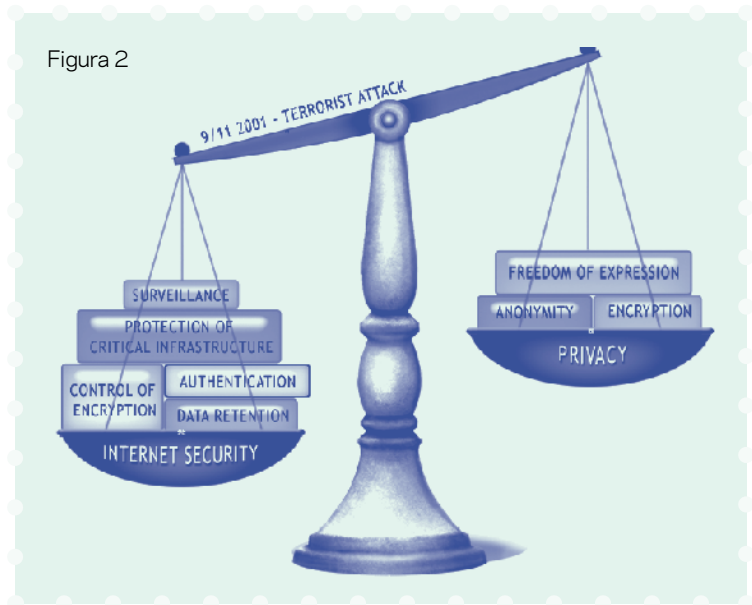 Figura 2
9/11 2001 - TERRORIST ATTACK
SURVEILLANCE
PROTECTION OF
CRITICAL INFRASTRUCTURE
CONTROL OF
ENCRYPTION
AUTHENTICATION
DATA RETENTION
INTERNET SECURITY
FREEDOM OF EXPRESSION
ANONYMITY
ENCRYPTION
PRIVACY